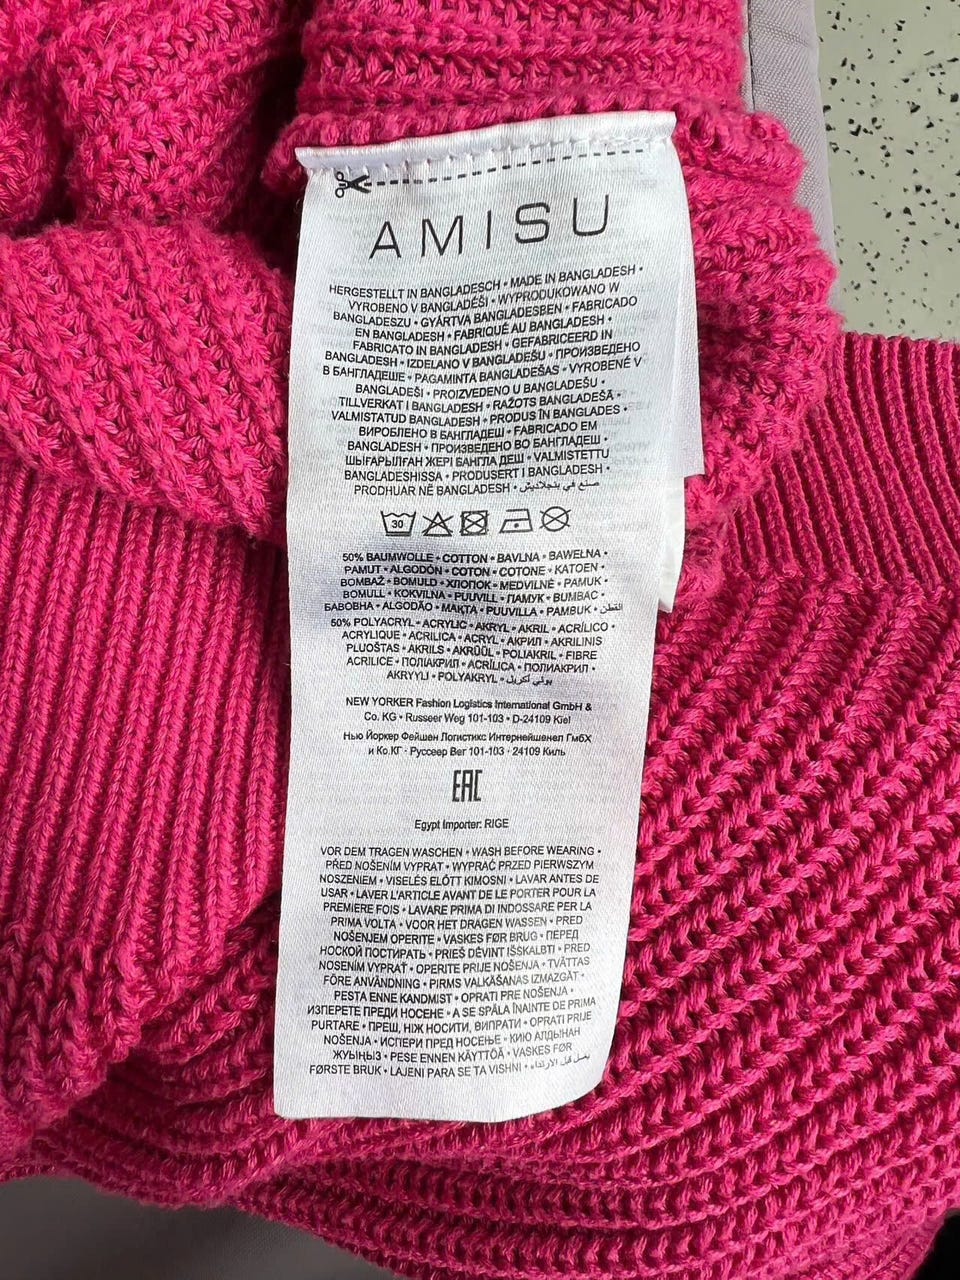 AMISU
HERGESTELLT IN BANGLADESCH • MADE IN BANGLADESH •
VYROBENO V BANGLADÉŠI • WYPRODUKOWANO W
BANGLADESZU • GYÁRTVA BANGLADESBEN • FABRICADO
EN BANGLADESH • FABRIQUÉ AU BANGLADESH •
FABRICATO IN BANGLADESH • GEFABRICEERD IN
BANGLADESH • IZDELANO V BANGLADEŠU • ПРОИЗВЕДЕНО
В БАНГЛАДЕШЕ • PAGAMINTA BANGLADEŠAS • VYROBENÉ V
BANGLADEŠI • PROIZVEDENO U BANGLADEŠU •
TILLVERKAT I BANGLADESH • RAŽOTS BANGLADEŠĀ •
VALMISTATUD BANGLADESH • PRODUS ÎN BANGLADES •
ВИРОБЛЕНО В БАНГЛАДЕШ • FABRICADO EM
BANGLADESH • ПРОИЗВЕДЕНО ВО БАНГЛАДЕШ •
ШЫҒАРЫЛҒАН ЖЕРІ БАНГЛА ДЕШ • VALMISTETTU
BANGLADESHISSA • PRODUSERT I BANGLADESH •
PRODHUAR NË BANGLADESH • صنع في بنجلاديش
30
50% BAUMWOLLE • COTTON • BAVLNA • BAWEŁNA •
PAMUT • ALGODÓN • COTON • COTONE • KATOEN •
BOMBAŽ • BOMULD • ХЛОПОК • MEDVILNĖ • PAMUK •
BOMULL • KOKVILNA • PUUVILL • ПАМУК • BUMBAC •
БАВОВНА • ALGODÃO • МАҚТА • PUUVILLA • PAMBUK • القطن
50% POLYACRYL • ACRYLIC • AKRYL • AKRIL • ACRÍLICO •
ACRYLIQUE • ACRILICA • ACRYL • АКРИЛ • AKRILINIS
PLUOŠTAS • AKRILS • AKRÜÜL • POLIAKRIL • FIBRE
ACRILICE • ПОЛІАКРИЛ • ACRÍLICA • ПОЛИАКРИЛ •
AKRYYLI • POLYAKRYL • بولي أكريل
NEW YORKER Fashion Logistics International GmbH &
Co. KG • Russeer Weg 101-103 • D-24109 Kiel
Нью Йоркер Фейшен Логистикс Интернейшенел ГмбХ
и Ко.КГ · Руссеер Вег 101-103 · 24109 Киль
EAC
Egypt Importer: RIGE
VOR DEM TRAGEN WASCHEN • WASH BEFORE WEARING •
PŘED NOŠENÍM VYPRAT • WYPRAĆ PRZED PIERWSZYM
NOSZENIEM • VISELÉS ELŐTT KIMOSNI • LAVAR ANTES DE
USAR • LAVER L'ARTICLE AVANT DE LE PORTER POUR LA
PREMIERE FOIS • LAVARE PRIMA DI INDOSSARE PER LA
PRIMA VOLTA • VOOR HET DRAGEN WASSEN • PRED
NOŠENJEM OPERITE • VASKES FØR BRUG • ПЕРЕД
НОСКОЙ ПОСТИРАТЬ • PRIEŠ DĖVINT IŠSKALBTI • PRED
NOSENÍM VYPRAŤ • OPERITE PRIJE NOŠENJA • TVÄTTAS
FÖRE ANVÄNDNING • PIRMS VALKĀŠANAS IZMAZGĀT •
PESTA ENNE KANDMIST • OPRATI PRE NOŠENJA •
ИЗПЕРЕТЕ ПРЕДИ НОСЕНЕ • A SE SPĂLA ÎNAINTE DE PRIMA
PURTARE • ПРЕШ, НІЖ НОСИТИ, ВИПРАТИ • OPRATI PRIJE
NOŠENJA • ИСПЕРИ ПРЕД НОСЕЊЕ • КИЮ АЛДЫНАН
ЖУЫҢЫЗ • PESE ENNEN KÄYTTÖÄ • VASKES FØR
FØRSTE BRUK • LAJENI PARA SE TA VISHNI • يغسل قبل الارتداء